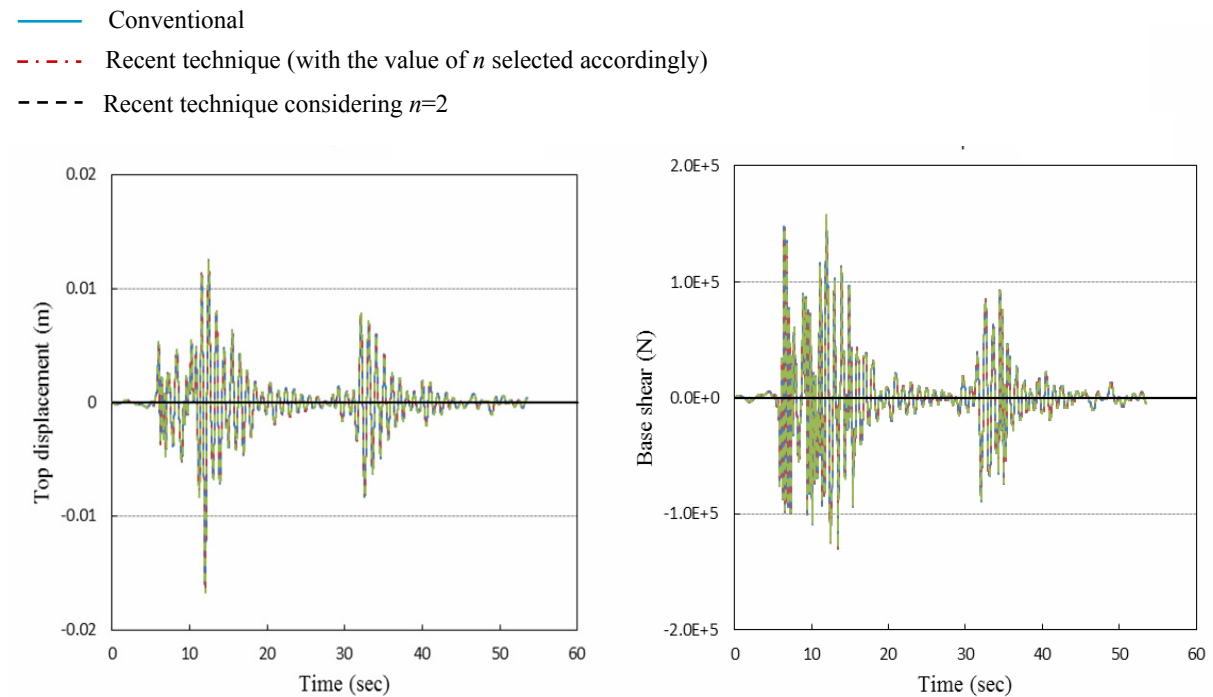 Conventional
Recent technique (with the value of n selected accordingly)
Recent technique considering n=2
0.02
0.01
0
-0.01
-0.02
Top displacement (m)
0 10 20 30 40 50 60
Time (sec)
2.0E+5
1.0E+5
0.0E+0
-1.0E+5
-2.0E+5
Base shear (N)
0 10 20 30 40 50 60
Time (sec)